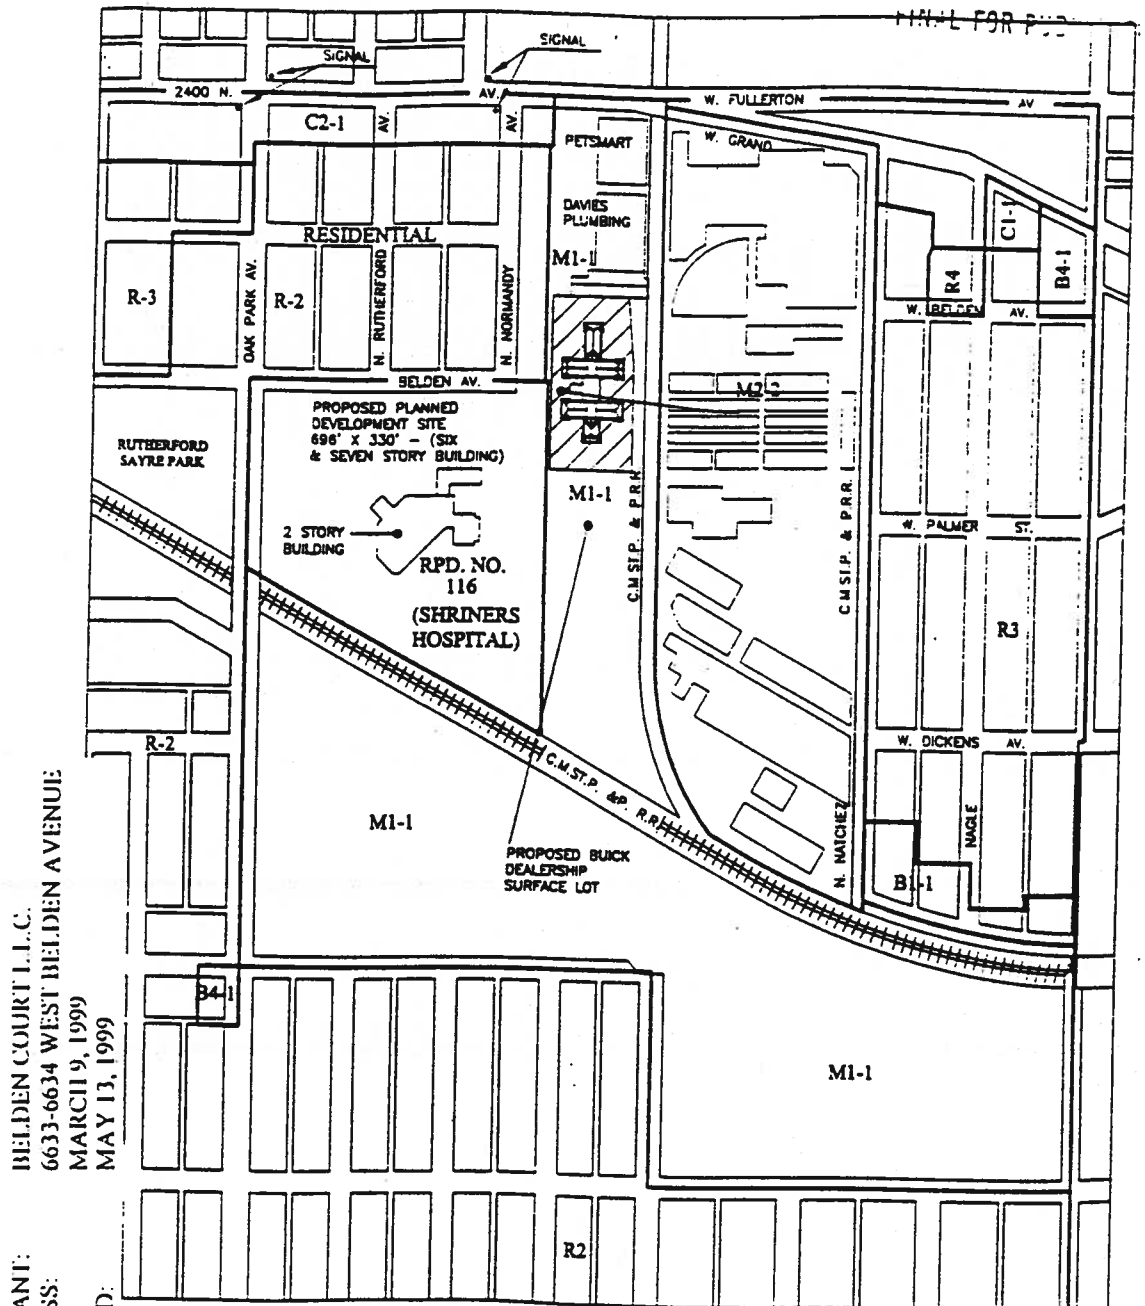 SIGNAL
SIGNAL
2400 N.
AV.
W. FULLERTON
AV
C2-1
AV.
AV.
PETSMART
W. GRAND
DAVIES
PLUMBING
RESIDENTIAL
M1-1
R-3
OAK PARK AV.
R-2
N. RUTHERFORD
N. NORMANDY
C1-1
R4
B4-1
W. BELDEN
AV.
BELDEN AV.
M2-2
PROPOSED PLANNED
DEVELOPMENT SITE
696' X 330' - (SIX
& SEVEN STORY BUILDING)
RUTHERFORD
SAYRE PARK
M1-1
2 STORY
BUILDING
RPD. NO.
116
(SHRINERS
HOSPITAL)
C.M.ST.P. & P.R.R.
C.M.ST.P. & P.R.R.
W. PALMER
ST.
R3
R-2
W. DICKENS
AV.
C.M.ST.P. &P. R.R.
M1-1
PROPOSED BUICK
DEALERSHIP
SURFACE LOT
N. NATCHEZ
NAGLE
B1-1
B4-1
M1-1
R2
BELDEN COURT L.L.C.
6633-6634 WEST BELDEN AVENUE
MARCH 9, 1999
MAY 13, 1999